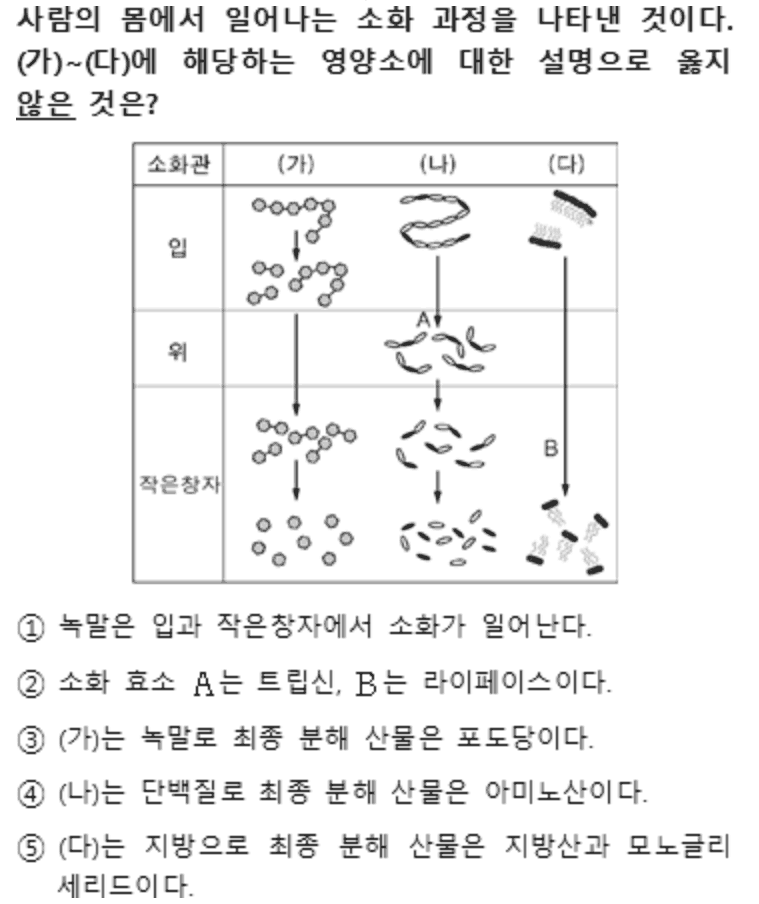 사람의 몸에서 일어나는 소화 과정을 나타낸 것이다.
(가)~(다)에 해당하는 영양소에 대한 설명으로 옳지
않은 것은?
소화관 (가) (나) (다)
입
A
위
B
작은창자
① 녹말은 입과 작은창자에서 소화가 일어난다.
② 소화 효소 A는 트립신, B는 라이페이스이다.
③ (가)는 녹말로 최종 분해 산물은 포도당이다.
④ (나)는 단백질로 최종 분해 산물은 아미노산이다.
⑤ (다)는 지방으로 최종 분해 산물은 지방산과 모노글리
세리드이다.